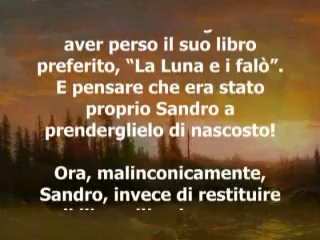 aver perso il suo libro
preferito, “La Luna e i falò”.
E pensare che era stato
proprio Sandro a
prenderglielo di nascosto!
Ora, malinconicamente,
Sandro, invece di restituire